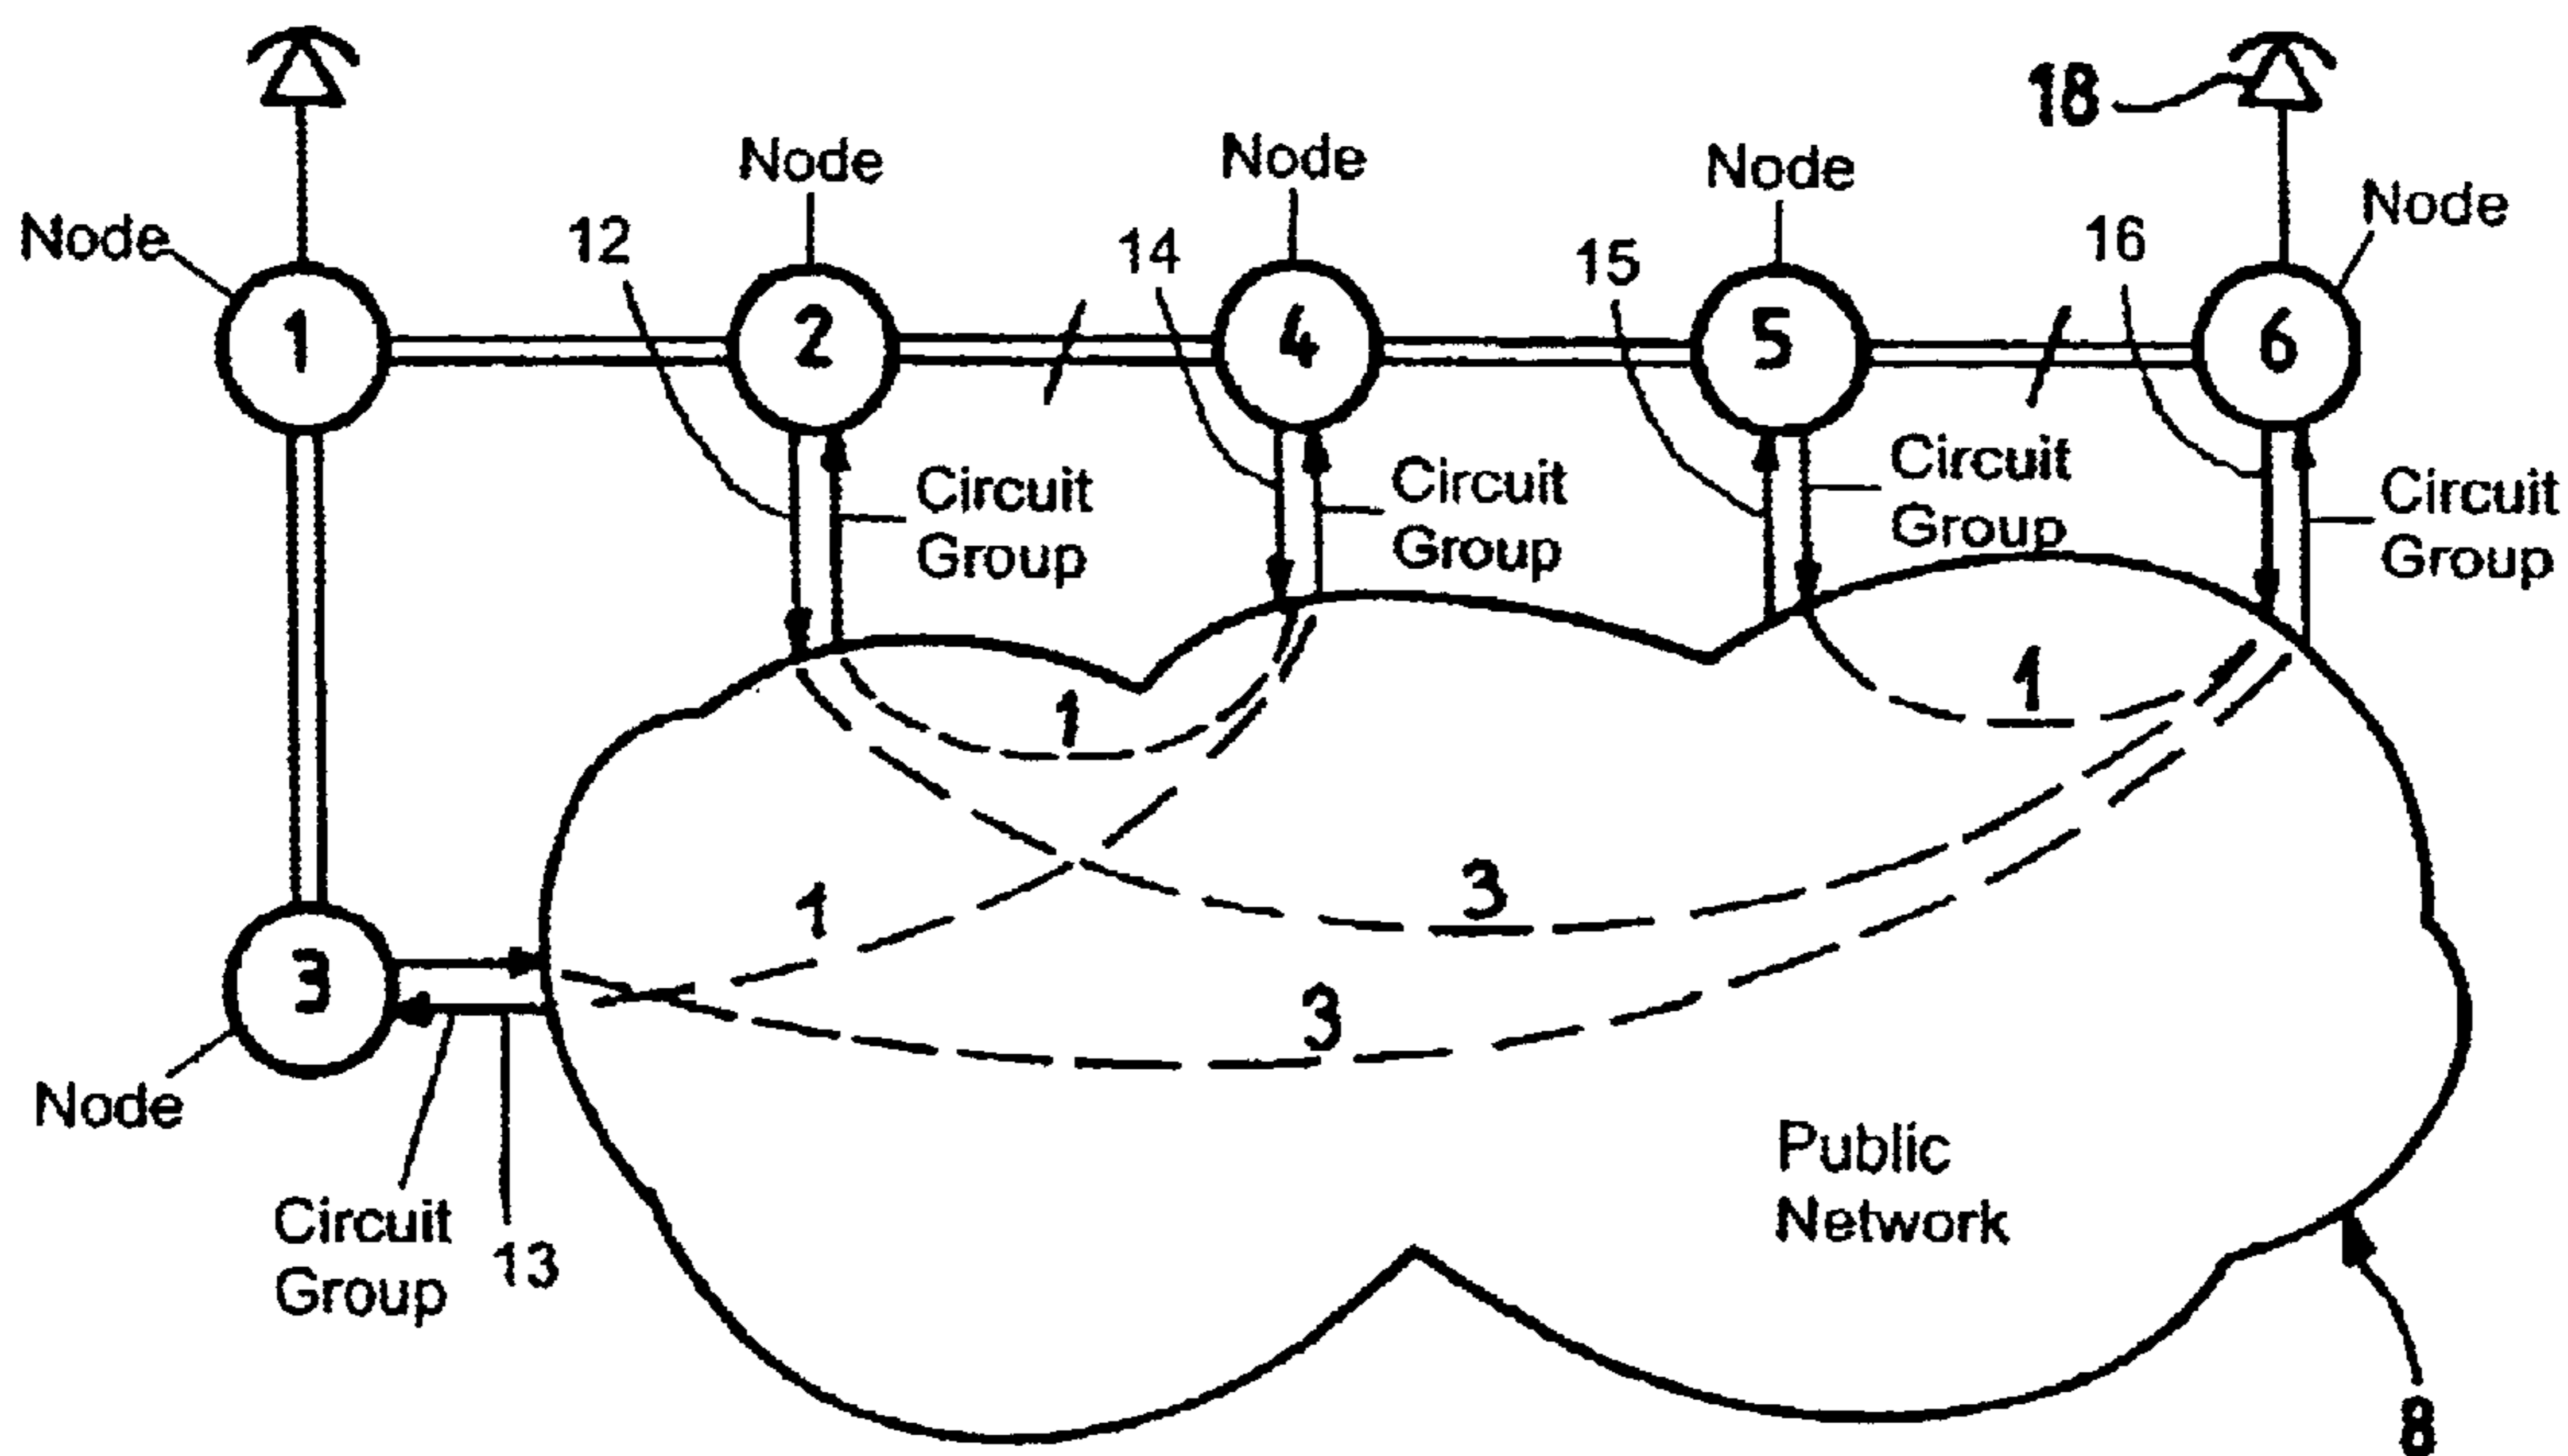 18
Node
Node
Node
Node
Node
12
14
15
16
1
2
4
5
6
Circuit
Group
Circuit
Group
Circuit
Group
Circuit
Group
1
1
1
3
3
3
Node
Circuit
Group
13
Public
Network
8